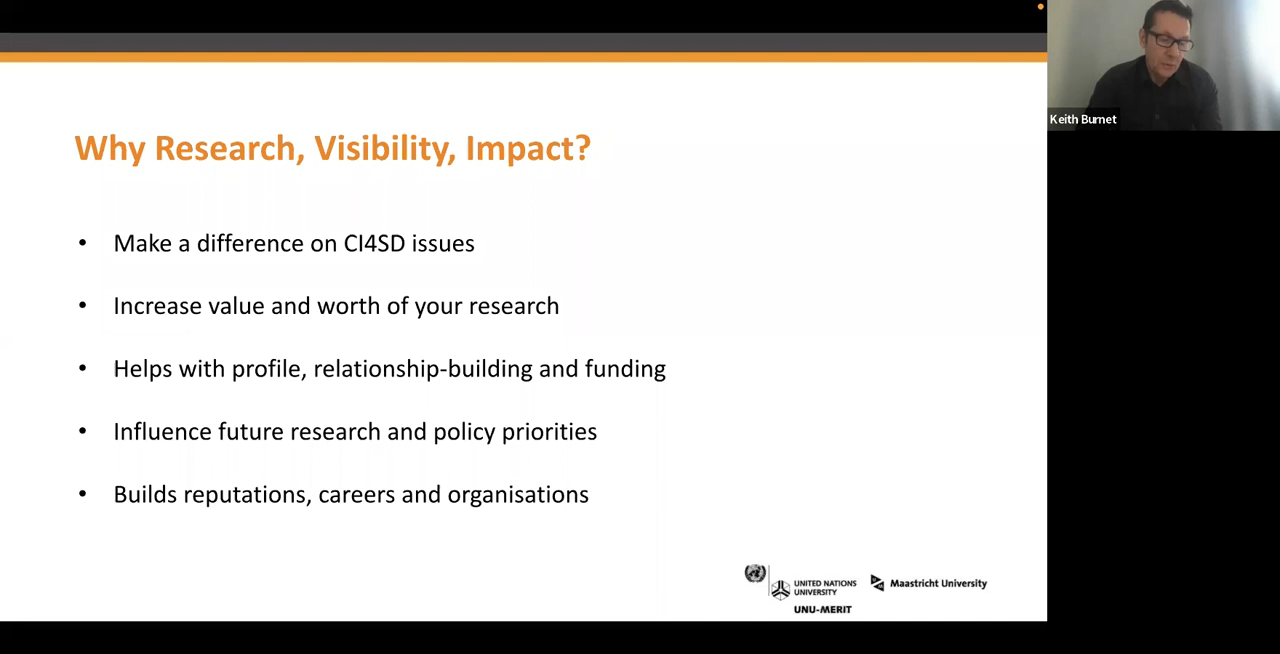 Why Research, Visibility, Impact?
• Make a difference on CI4SD issues
• Increase value and worth of your research
• Helps with profile, relationship-building and funding
• Influence future research and policy priorities
• Builds reputations, careers and organisations
UNITED NATIONS
UNIVERSITY
UNU-MERIT
Maastricht University
Keith Burnet